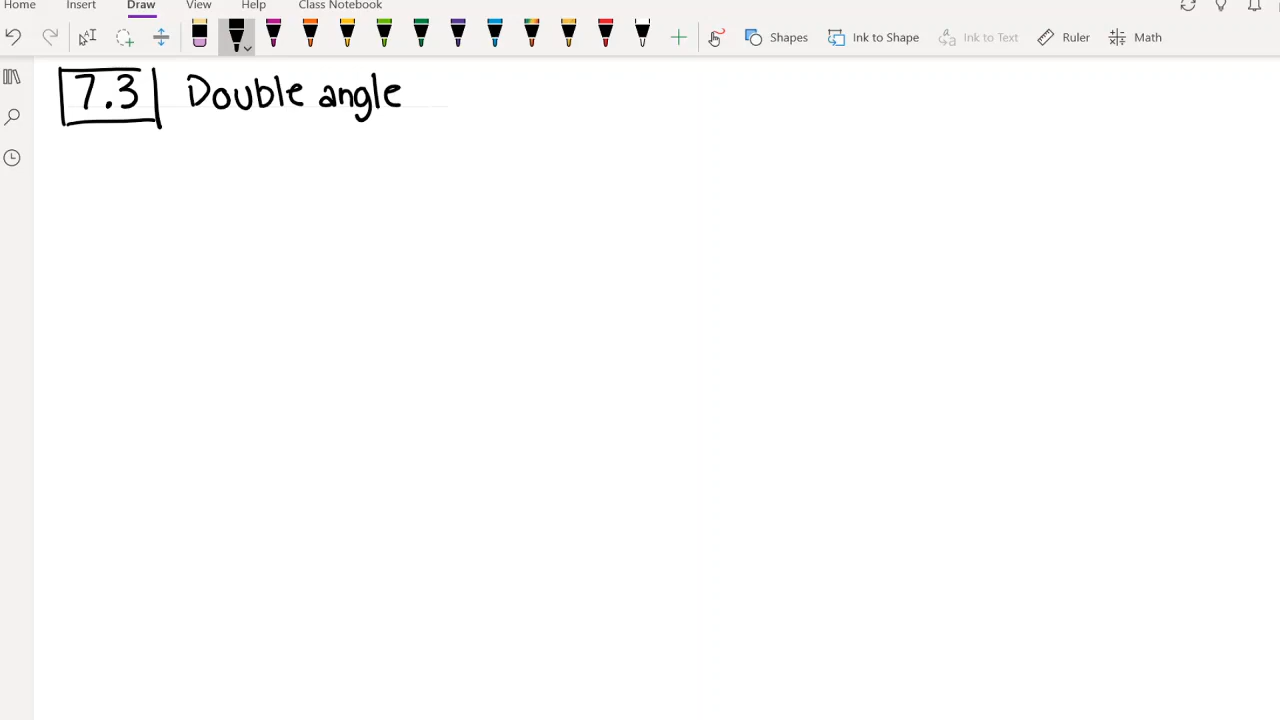 Home Insert Draw View Help Class Notebook
Shapes Ink to Shape Ink to Text Ruler Math
7.3 Double angle